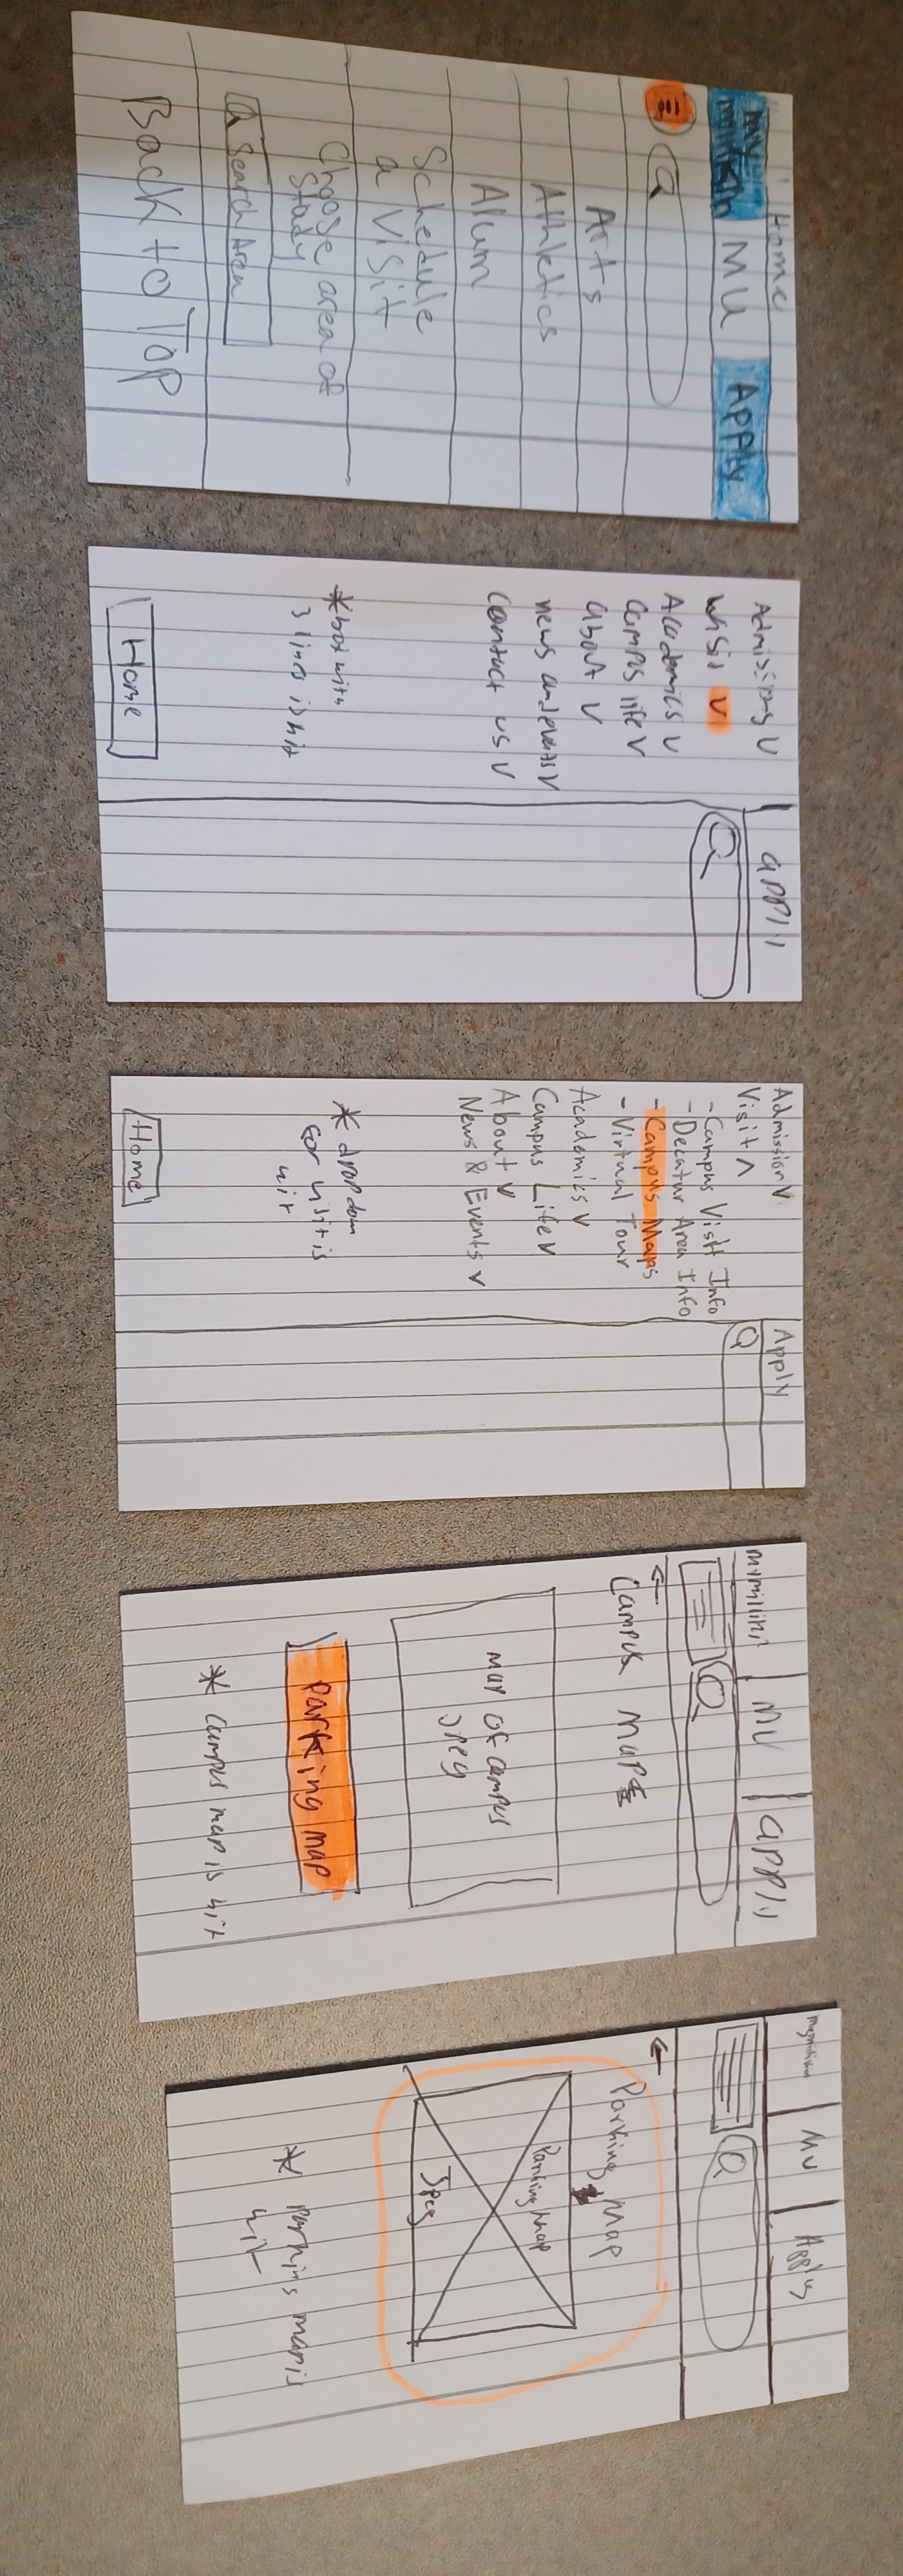 Home
my
MU
Apply
Arts
Athletics
Alum
Schedule
a Visit
Choose area of
Study
Search Area
Back to Top
Admissions V
Visit V
Academics V
Campus life V
about V
news and events V
Contact us V
*box with
3 lines is hit
Home
apply
Admission V
Visit Λ
-Campus Visit Info
-Decatur Area Info
-Campus Maps
-Virtual Tour
Academics V
Campus Life V
About V
News & Events V
* drop down
for visit is
hit
Home
Apply
mymillikin
MU
apply
←
Campus Map
map of campus
Jpeg
Parking map
* Campus map is hit
MU
Apply
←
Parking Map
Parking Map
Jpeg
* Parking map is
hit